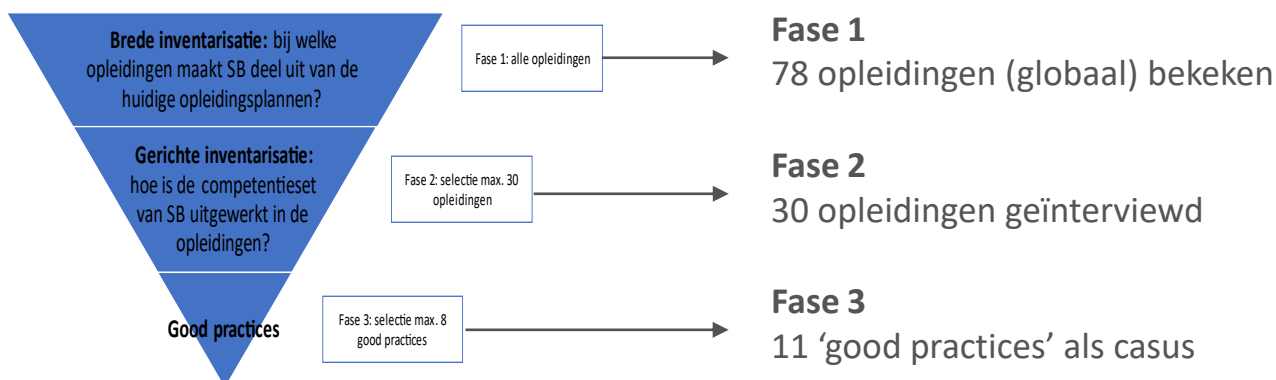 Brede inventarisatie: bij welke
opleidingen maakt SB deel uit van de
huidige opleidingsplannen?
Fase 1: alle opleidingen
Fase 1
78 opleidingen (globaal) bekeken
Gerichte inventarisatie:
hoe is de competentieset
van SB uitgewerkt in de
opleidingen?
Fase 2: selectie max. 30
opleidingen
Fase 2
30 opleidingen geïnterviewd
Good practices
Fase 3: selectie max. 8
good practices
Fase 3
11 ‘good practices’ als casus